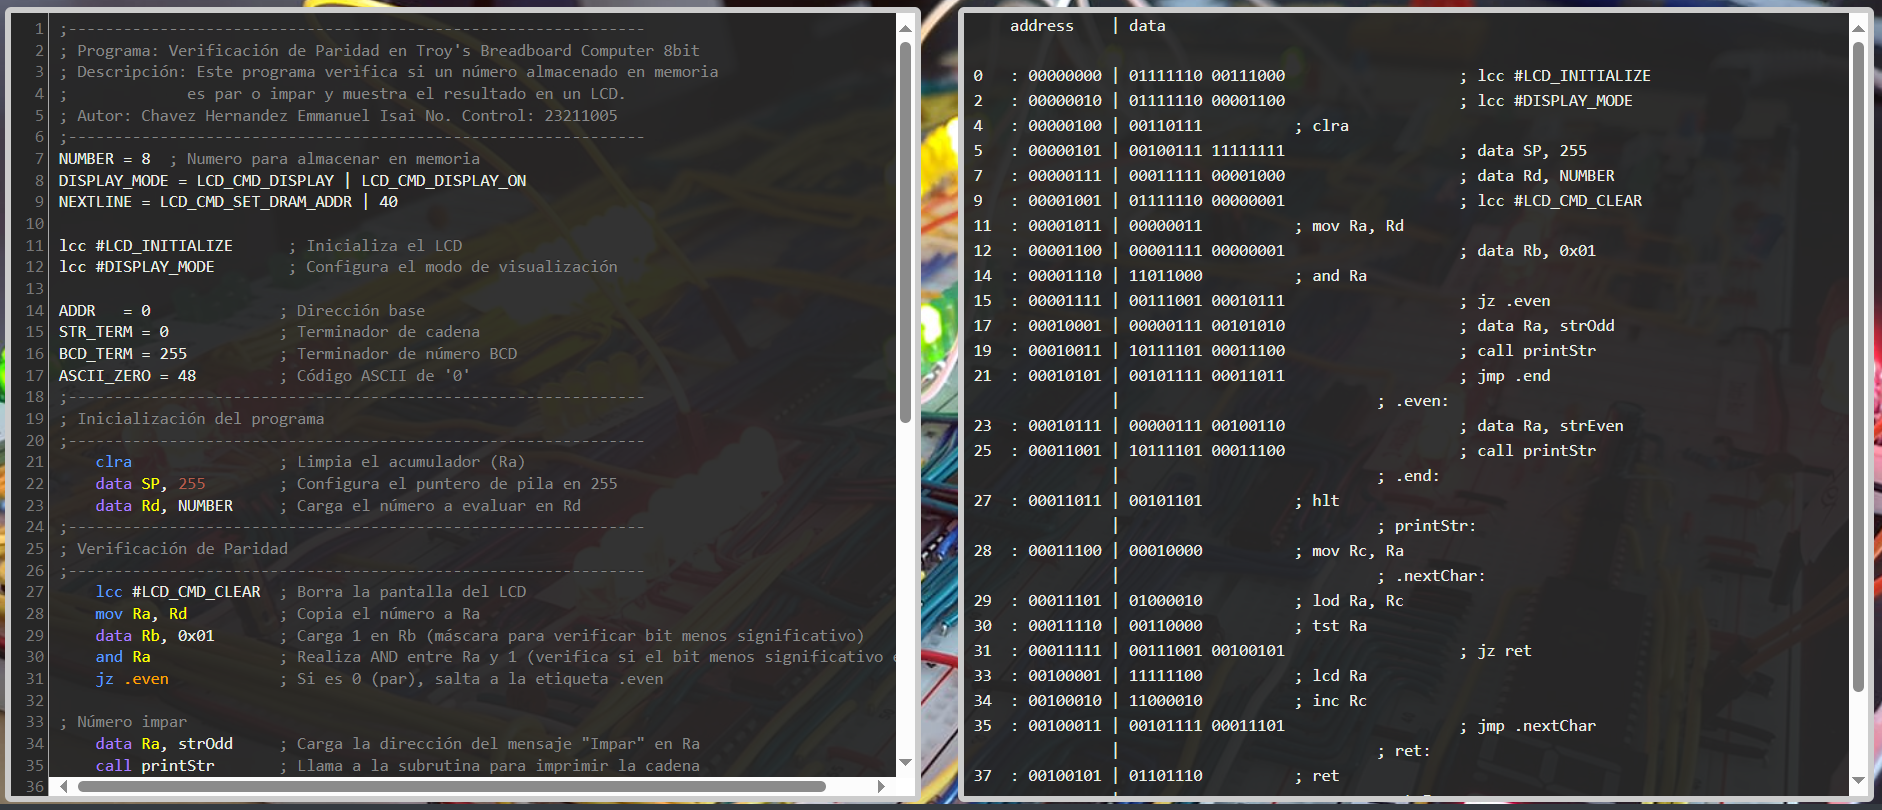 1 ;---------------------------------------------------------------
2 ; Programa: Verificación de Paridad en Troy's Breadboard Computer 8bit
3 ; Descripción: Este programa verifica si un número almacenado en memoria
4 ;             es par o impar y muestra el resultado en un LCD.
5 ; Autor: Chavez Hernandez Emmanuel Isai No. Control: 23211005
6 ;---------------------------------------------------------------
7 NUMBER = 8  ; Numero para almacenar en memoria
8 DISPLAY_MODE = LCD_CMD_DISPLAY | LCD_CMD_DISPLAY_ON
9 NEXTLINE = LCD_CMD_SET_DRAM_ADDR | 40
10
11 lcc #LCD_INITIALIZE      ; Inicializa el LCD
12 lcc #DISPLAY_MODE        ; Configura el modo de visualización
13
14 ADDR   = 0              ; Dirección base
15 STR_TERM = 0            ; Terminador de cadena
16 BCD_TERM = 255          ; Terminador de número BCD
17 ASCII_ZERO = 48         ; Código ASCII de '0'
18 ;---------------------------------------------------------------
19 ; Inicialización del programa
20 ;---------------------------------------------------------------
21     clra                ; Limpia el acumulador (Ra)
22     data SP, 255        ; Configura el puntero de pila en 255
23     data Rd, NUMBER     ; Carga el número a evaluar en Rd
24 ;---------------------------------------------------------------
25 ; Verificación de Paridad
26 ;---------------------------------------------------------------
27     lcc #LCD_CMD_CLEAR  ; Borra la pantalla del LCD
28     mov Ra, Rd          ; Copia el número a Ra
29     data Rb, 0x01       ; Carga 1 en Rb (máscara para verificar bit menos significativo)
30     and Ra              ; Realiza AND entre Ra y 1 (verifica si el bit menos significativo
31     jz .even            ; Si es 0 (par), salta a la etiqueta .even
32
33 ; Número impar
34     data Ra, strOdd     ; Carga la dirección del mensaje "Impar" en Ra
35     call printStr       ; Llama a la subrutina para imprimir la cadena
36
address    | data
0   : 00000000 | 01111110 00111000                   ; lcc #LCD_INITIALIZE
2   : 00000010 | 01111110 00001100                   ; lcc #DISPLAY_MODE
4   : 00000100 | 00110111          ; clra
5   : 00000101 | 00100111 11111111                   ; data SP, 255
7   : 00000111 | 00011111 00001000                   ; data Rd, NUMBER
9   : 00001001 | 01111110 00000001                   ; lcc #LCD_CMD_CLEAR
11  : 00001011 | 00000011          ; mov Ra, Rd
12  : 00001100 | 00001111 00000001                   ; data Rb, 0x01
14  : 00001110 | 11011000          ; and Ra
15  : 00001111 | 00111001 00010111                   ; jz .even
17  : 00010001 | 00000111 00101010                   ; data Ra, strOdd
19  : 00010011 | 10111101 00011100                   ; call printStr
21  : 00010101 | 00101111 00011011                   ; jmp .end
|                            ; .even:
23  : 00010111 | 00000111 00100110                   ; data Ra, strEven
25  : 00011001 | 10111101 00011100                   ; call printStr
|                            ; .end:
27  : 00011011 | 00101101          ; hlt
|                            ; printStr:
28  : 00011100 | 00010000          ; mov Rc, Ra
|                            ; .nextChar:
29  : 00011101 | 01000010          ; lod Ra, Rc
30  : 00011110 | 00110000          ; tst Ra
31  : 00011111 | 00111001 00100101                   ; jz ret
33  : 00100001 | 11111100          ; lcd Ra
34  : 00100010 | 11000010          ; inc Rc
35  : 00100011 | 00101111 00011101                   ; jmp .nextChar
|                            ; ret:
37  : 00100101 | 01101110          ; ret